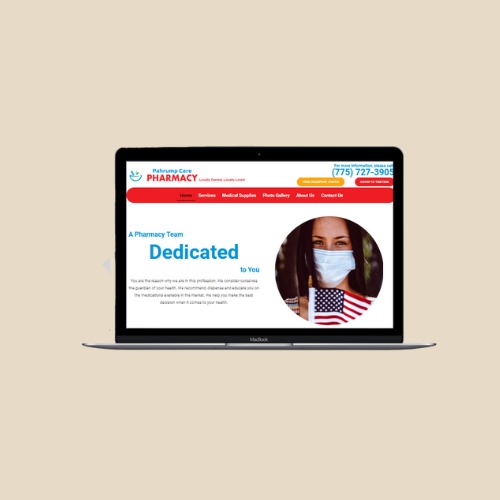 Pahrump Care
PHARMACY
Locally Owned, Locally Loved
For more information, please call
(775) 727-3905
Home Services Medical Supplies Photo Gallery About Us Contact Us
A Pharmacy Team
Dedicated
to You
You are the reason why we are in this profession. We consider ourselves
the guardian of your health. We recommend, dispense and educate you on
the medications available in the market. We help you make the best
decision when it comes to your health.
MacBook